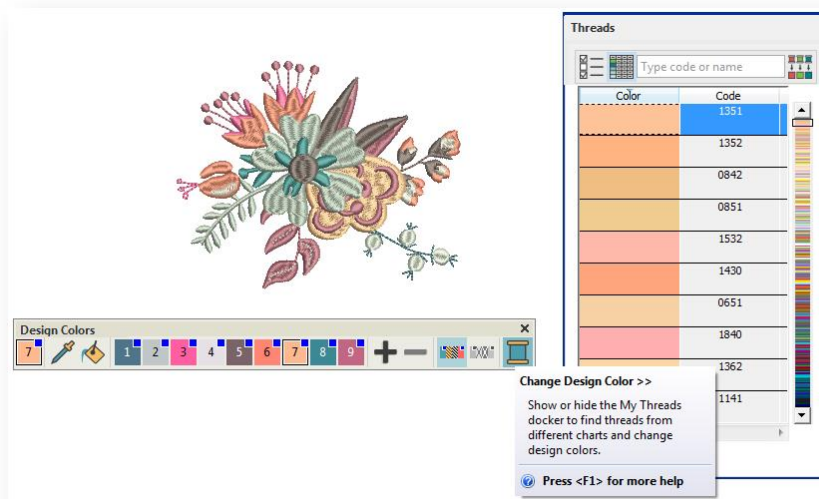 Threads
Type code or name
Color Code
1351
1352
0842
0851
1532
1430
0651
1840
1362
1141
Design Colors
7 1 2 3 4 5 6 7 8 9
Change Design Color >>
Show or hide the My Threads
docker to find threads from
different charts and change
design colors.
Press <F1> for more help